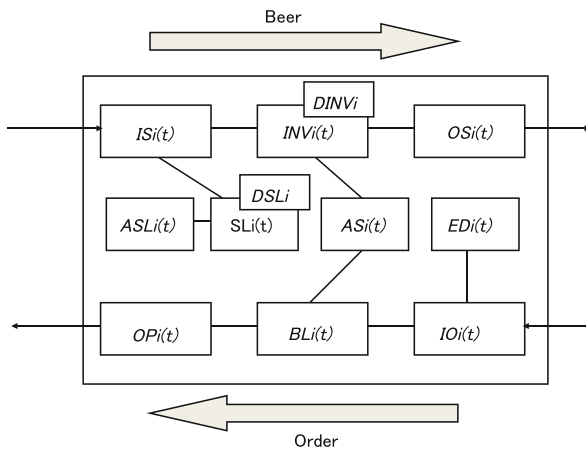 Beer
DINVi
ISi(t)
INVi(t)
OSi(t)
DSLi
ASLi(t)
SLi(t)
ASi(t)
EDi(t)
OPi(t)
BLi(t)
IOi(t)
Order